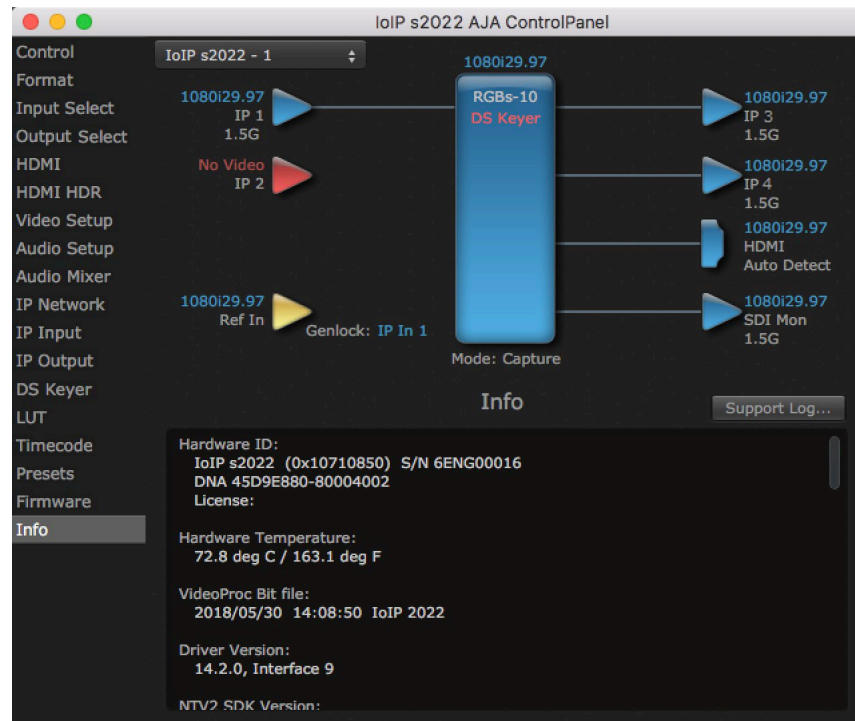 IoIP s2022 AJA ControlPanel
Control
Format
Input Select
Output Select
HDMI
HDMI HDR
Video Setup
Audio Setup
Audio Mixer
IP Network
IP Input
IP Output
DS Keyer
LUT
Timecode
Presets
Firmware
Info
IoIP s2022 - 1
1080i29.97
1080i29.97
IP 1
1.5G
No Video
IP 2
1080i29.97
Ref In
Genlock: IP In 1
RGBs-10
DS Keyer
Mode: Capture
1080i29.97
IP 3
1.5G
1080i29.97
IP 4
1.5G
1080i29.97
HDMI
Auto Detect
1080i29.97
SDI Mon
1.5G
Info
Support Log...
Hardware ID:
IoIP s2022 (0x10710850) S/N 6ENG00016
DNA 45D9E880-80004002
License:
Hardware Temperature:
72.8 deg C / 163.1 deg F
VideoProc Bit file:
2018/05/30 14:08:50 IoIP 2022
Driver Version:
14.2.0, Interface 9
NTV2 SDK Version: